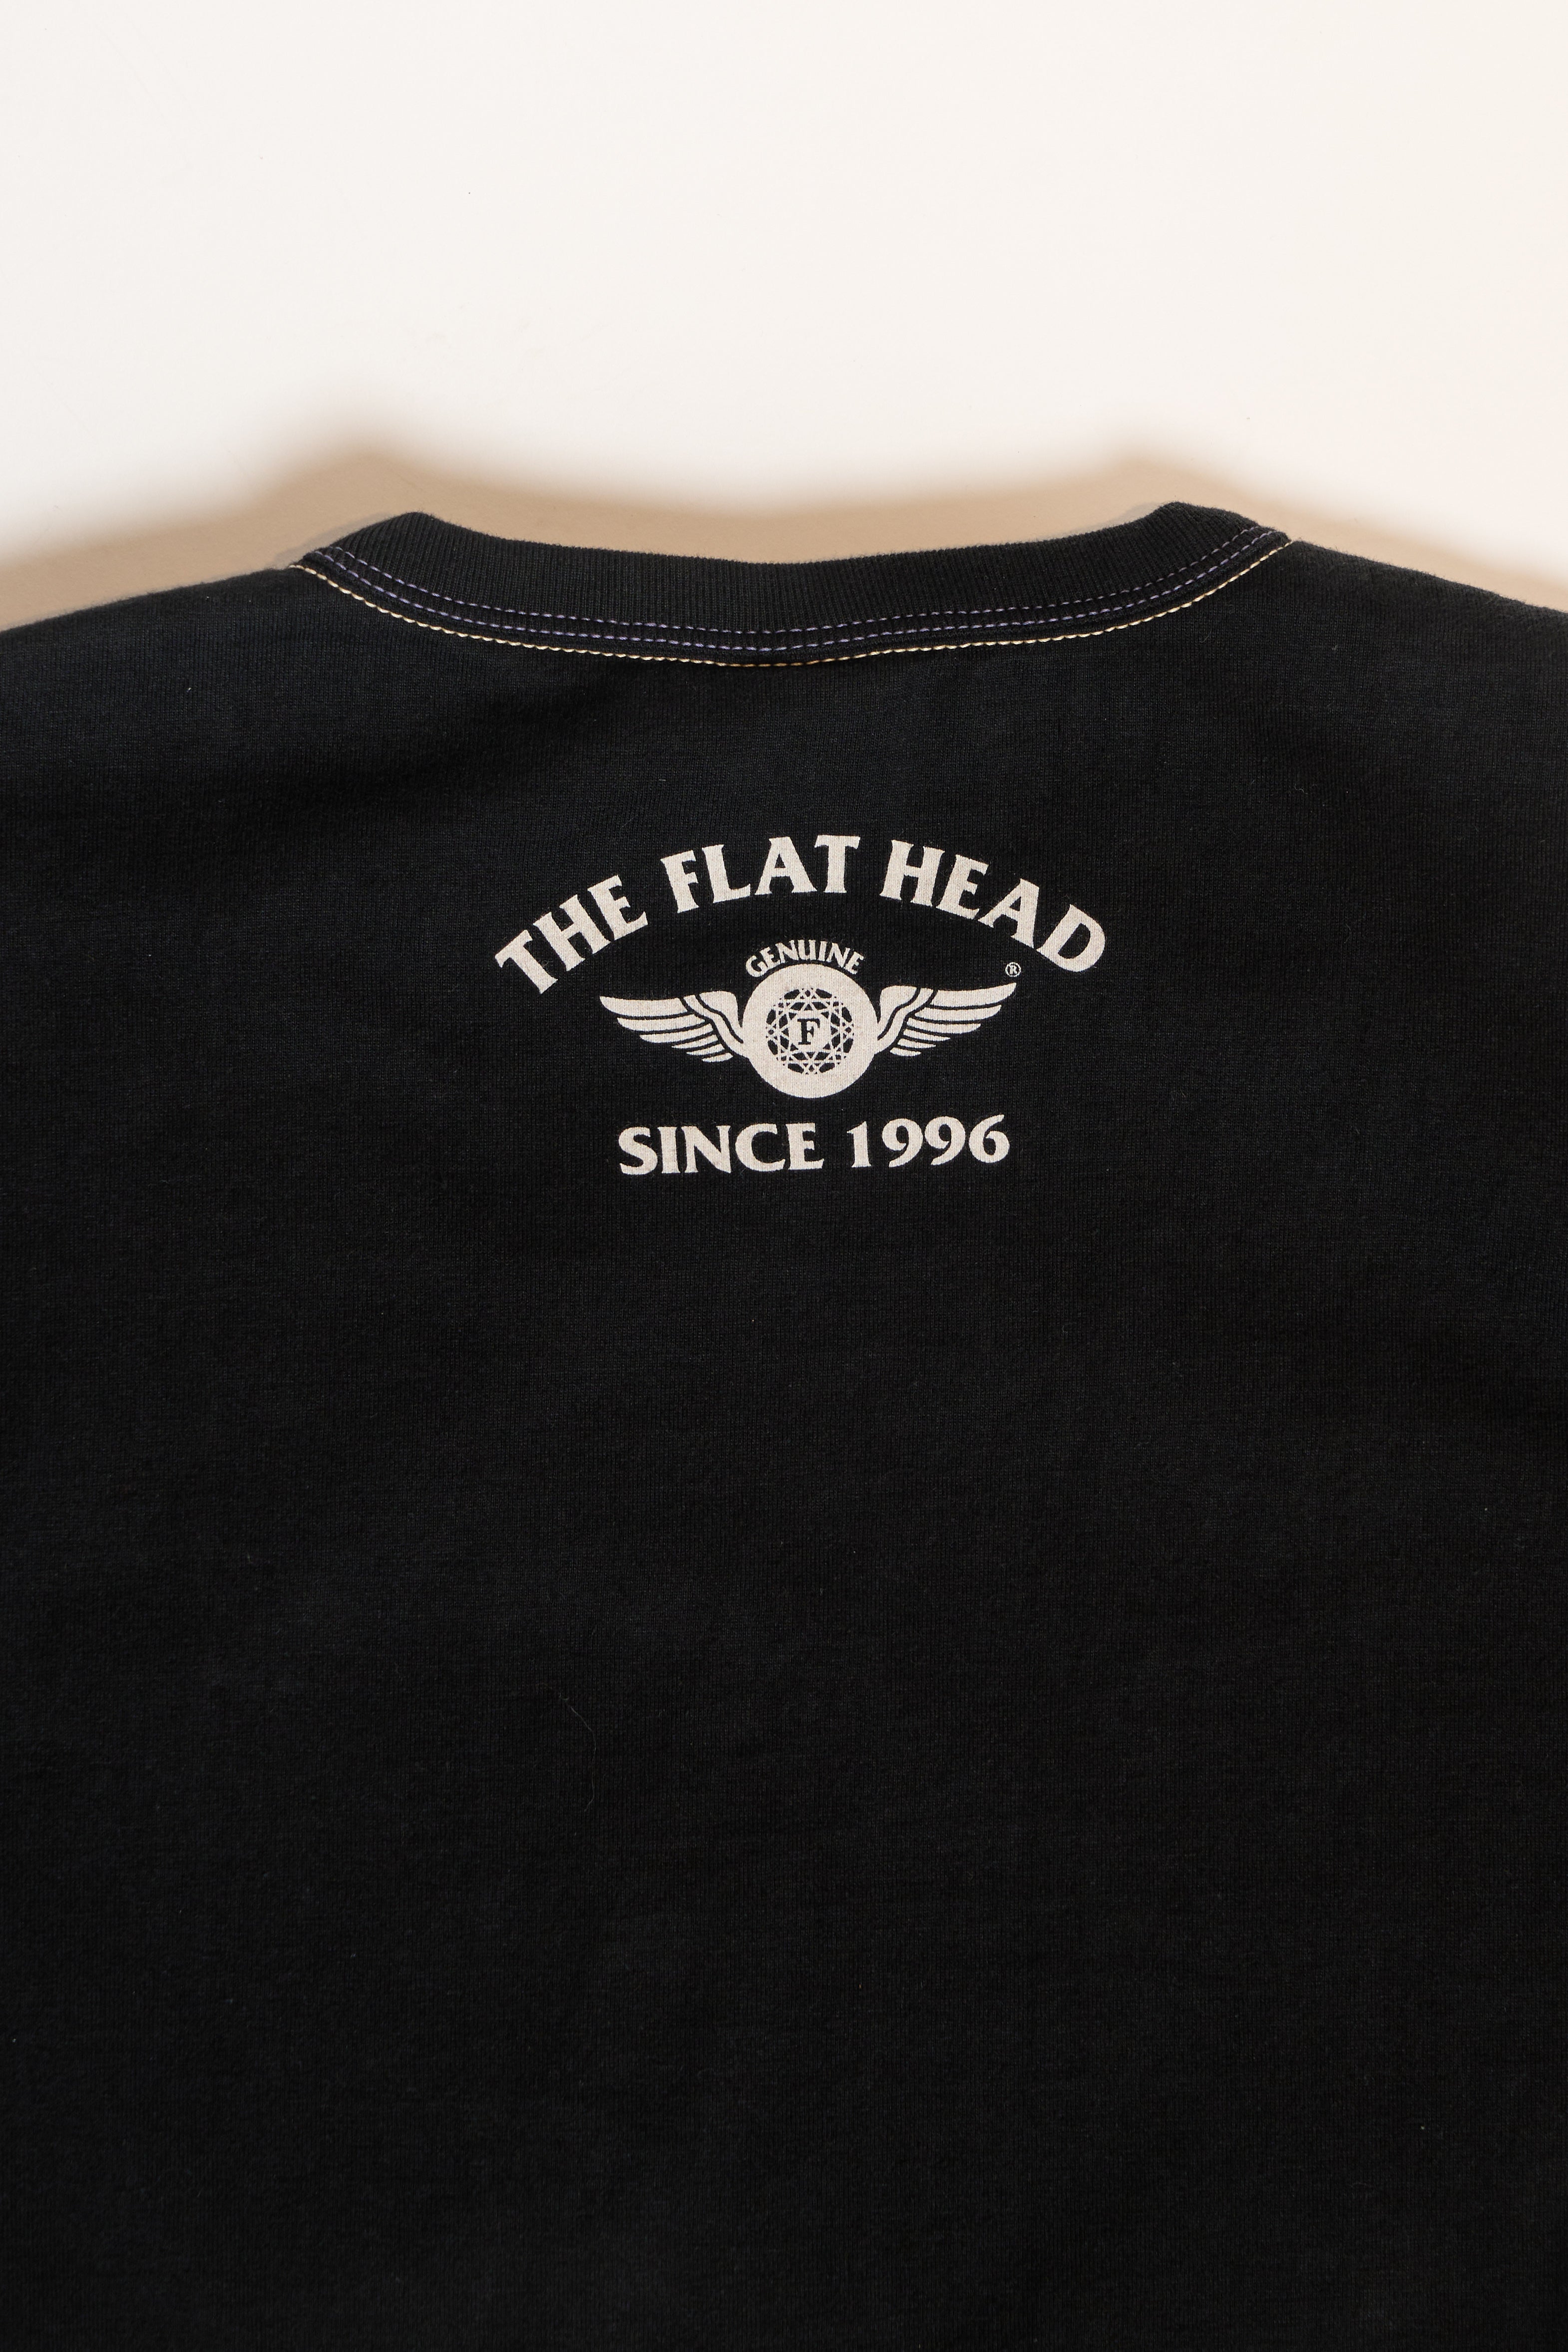 THE FLAT HEAD
GENUINE
®
F
SINCE 1996